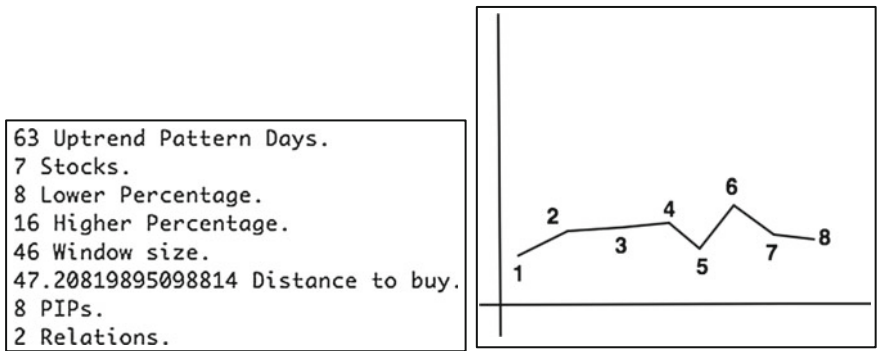 63 Uptrend Pattern Days.
7 Stocks.
8 Lower Percentage.
16 Higher Percentage.
46 Window size.
47.20819895098814 Distance to buy.
8 PIPs.
2 Relations.
1
2
3
4
5
6
7
8